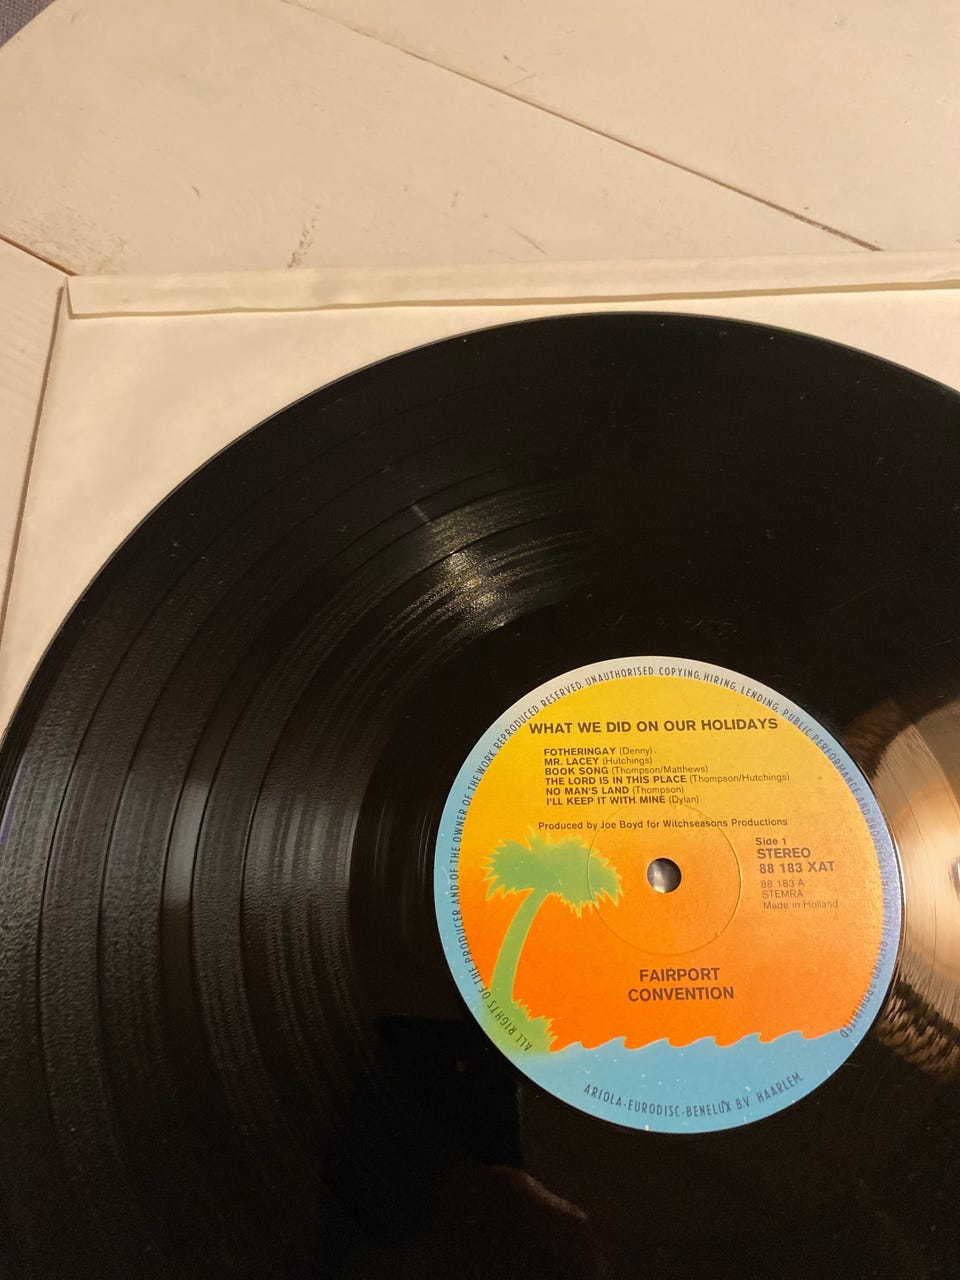 WHAT WE DID ON OUR HOLIDAYS
FOTHERINGAY (Denny).
MR. LACEY (Hutchings)
BOOK SONG (Thompson/Matthews)
THE LORD IS IN THIS PLACE (Thompson/Hutchings)
NO MAN'S LAND (Thompson)
I'LL KEEP IT WITH MINE (Dylan)
Produced by Joe Boyd for Witchseasons Productions
Side 1
STEREO
88 183 XAT
88 183 A
STEMRA
Made in Holland
FAIRPORT
CONVENTION
ALL RIGHTS OF THE PRODUCER AND OF THE OWNER OF THE WORK REPRODUCED RESERVED. UNAUTHORISED COPYING, HIRING, LENDING, PUBLIC PERFORMANCE AND PROHIBITED
ARIOLA-EURODISC-BENELUX B.V. HAARLEM.